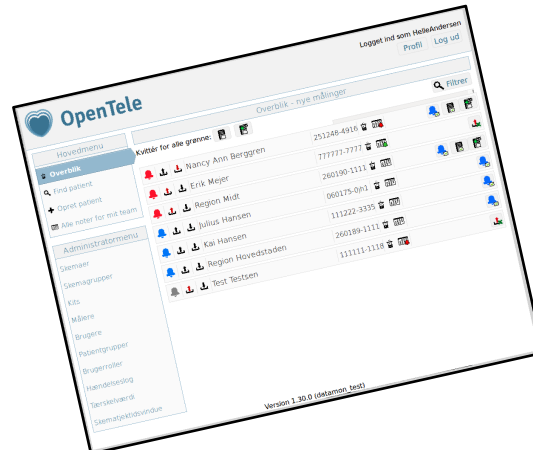 Logget ind som HelleAndersen
Profil Log ud
OpenTele
Hovedmenu
Overblik
Find patient
Opret patient
Alle noter for mit team
Administratormenu
Skemaer
Skemagrupper
Kits
Målere
Brugere
Patientgrupper
Brugerroller
Hændelseslog
Tærskelværdi
Skematjektidsvindue
Overblik - nye målinger
Filtrer
Kvittér for alle grønne:
Nancy Ann Berggren 251248-4916
Erik Mejer 777777-7777
Region Midt 260190-1111
Julius Hansen
Kai Hansen 111222-3335
Region Hovedstaden 260189-1111
Test Testsen 111111-1118
Version 1.30.0 (datamon_test)